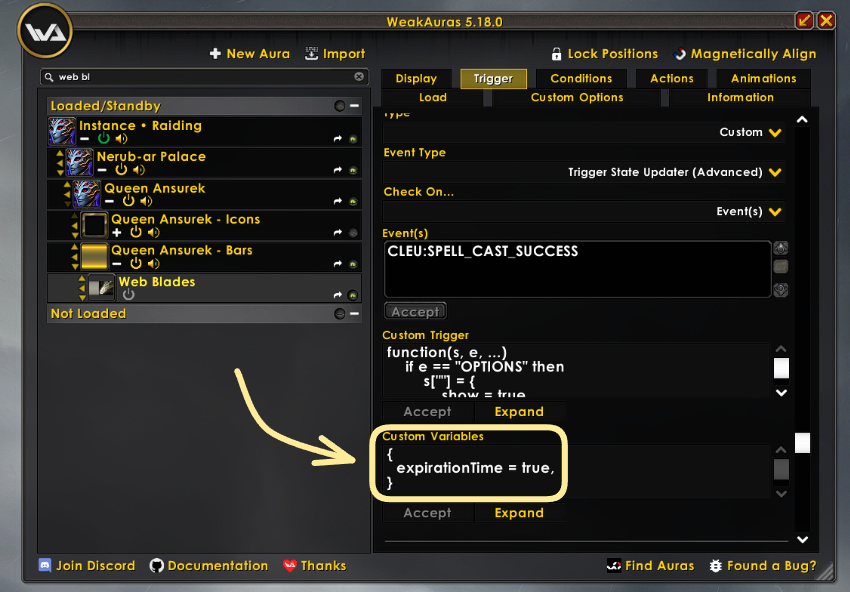 WeakAuras 5.18.0
New Aura Import Lock Positions Magnetically Align
web bl
Display Trigger Conditions Actions Animations
Load Custom Options Information
Loaded/Standby
Instance • Raiding
Nerub-ar Palace
Queen Ansurek
Queen Ansurek - Icons
Queen Ansurek - Bars
Web Blades
Not Loaded
Type
Custom
Event Type
Trigger State Updater (Advanced)
Check On...
Event(s)
Event(s)
CLEU:SPELL_CAST_SUCCESS
Accept
Custom Trigger
function(s, e, ...)
if e == "OPTIONS" then
s[""] = {
show = true
Accept Expand
Custom Variables
{
expirationTime = true,
}
Accept Expand
Join Discord Documentation Thanks Find Auras Found a Bug?